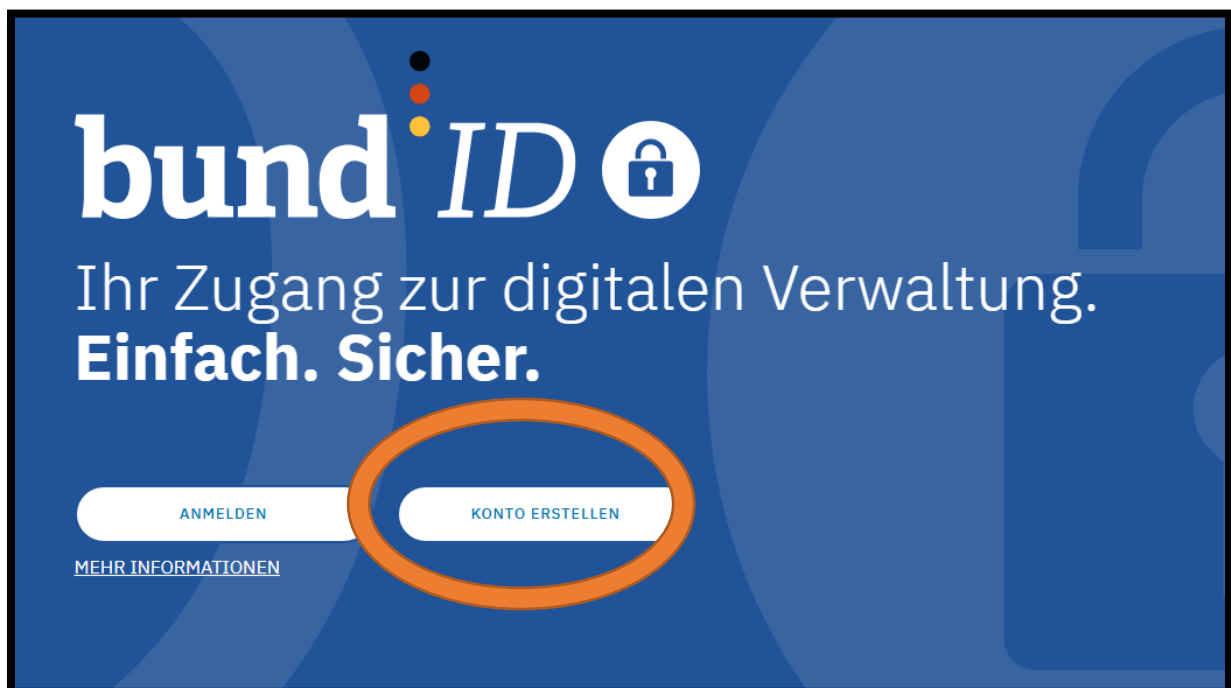 bund ID
Ihr Zugang zur digitalen Verwaltung.
Einfach. Sicher.
ANMELDEN KONTO ERSTELLEN
MEHR INFORMATIONEN